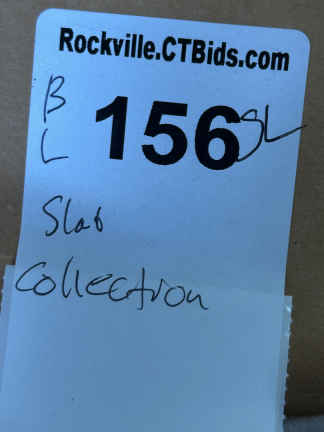 Rockville.CTBids.com
B
L
156
SL
Slab
Collection